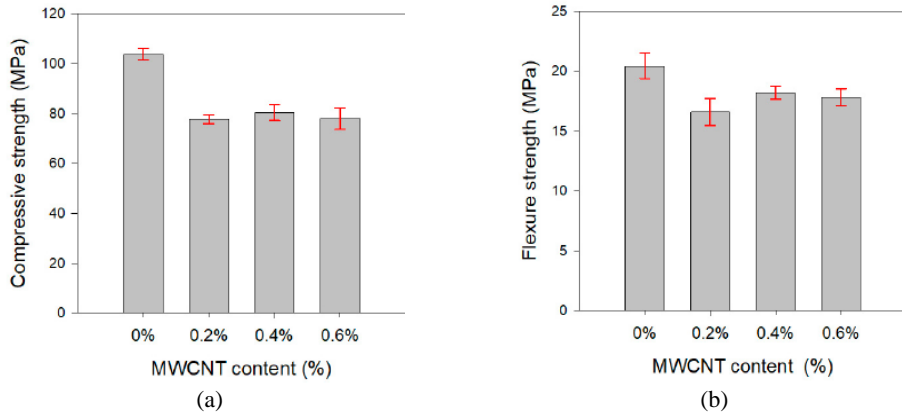 Compressive strength (MPa)
120
100
80
60
40
20
0
0% 0.2% 0.4% 0.6%
MWCNT content (%)
(a)
Flexure strength (MPa)
25
20
15
10
5
0
0% 0.2% 0.4% 0.6%
MWCNT content (%)
(b)